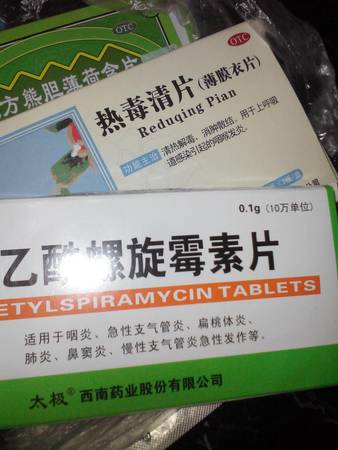 OTC
方熊胆薄荷含片
OTC
热毒清片(薄膜衣片)
Reduqing Pian
功能主治 清热解毒,消肿散结,用于上呼吸
道感染引起的咽喉发炎。
0.1g(10万单位)
乙酰螺旋霉素片
ETYLSPIRAMYCIN TABLETS
适用于咽炎、急性支气管炎、扁桃体炎、
肺炎、鼻窦炎、慢性支气管炎急性发作等。
太极® 西南药业股份有限公司